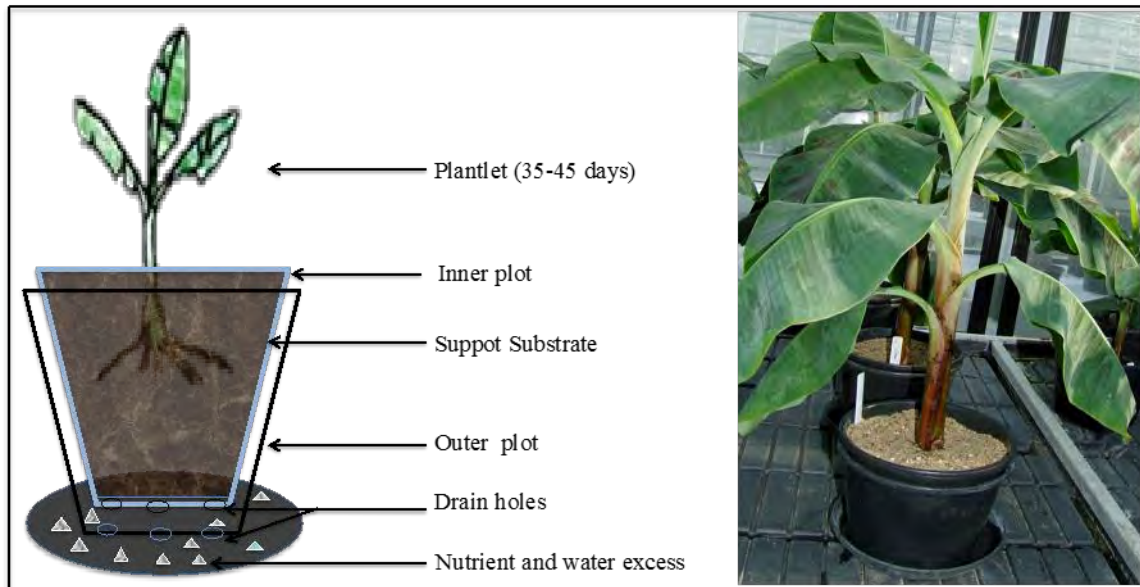 Plantlet (35-45 days)
Inner plot
Suppot Substrate
Outer plot
Drain holes
Nutrient and water excess